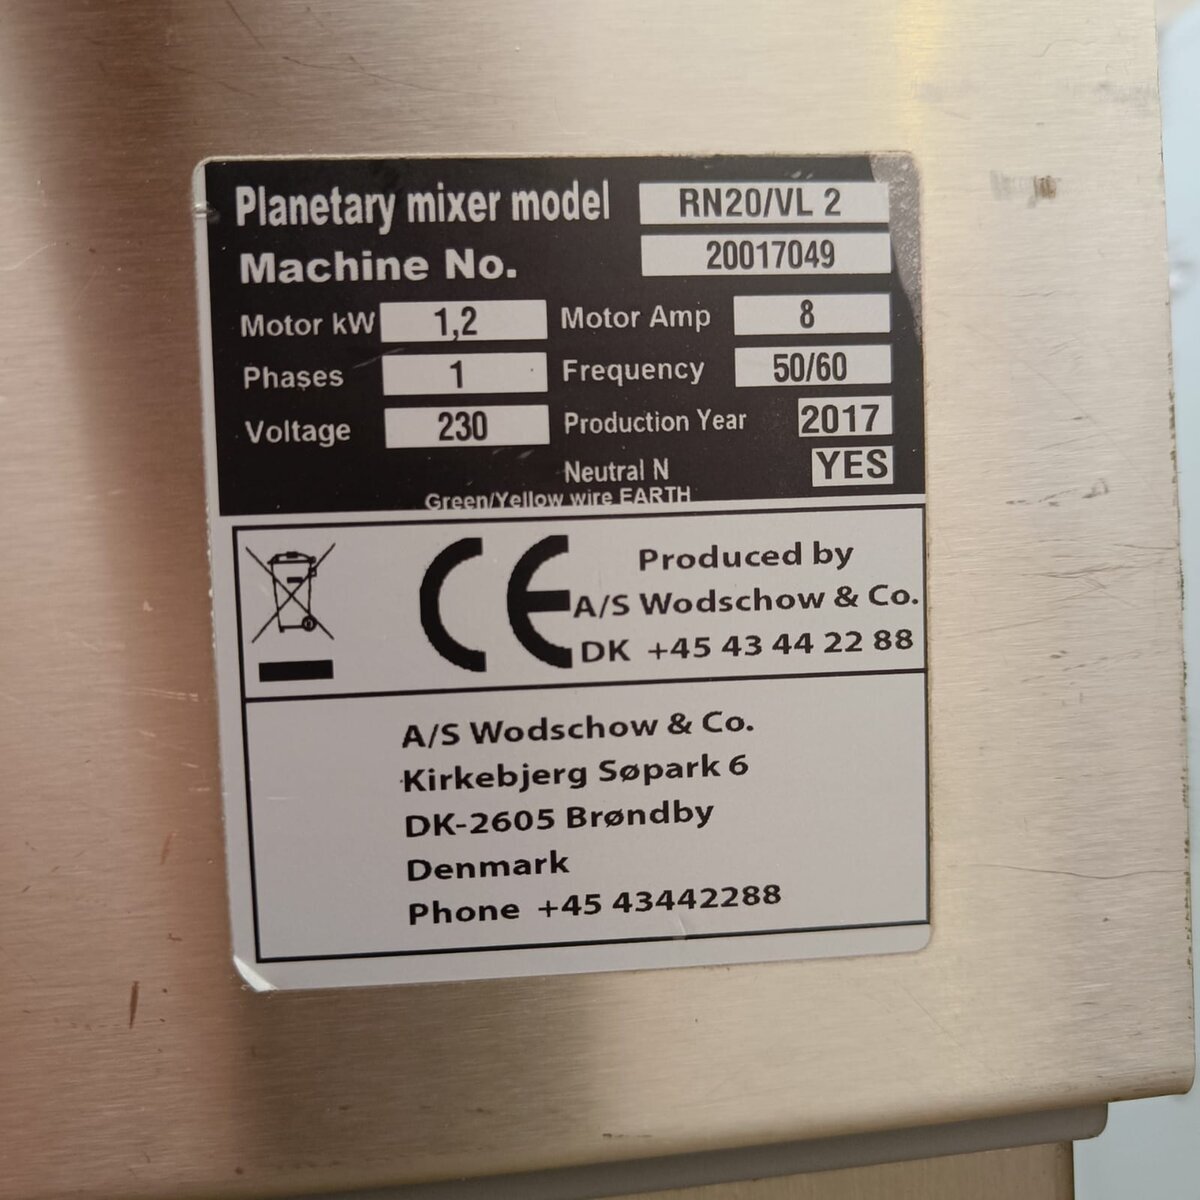 Planetary mixer model RN20/VL 2
Machine No. 20017049
Motor kW 1,2 Motor Amp 8
Phases 1 Frequency 50/60
Voltage 230 Production Year 2017
Neutral N YES
Green/Yellow wire EARTH
CE
Produced by
A/S Wodschow & Co.
DK +45 43 44 22 88
A/S Wodschow & Co.
Kirkebjerg Søpark 6
DK-2605 Brøndby
Denmark
Phone +45 43442288